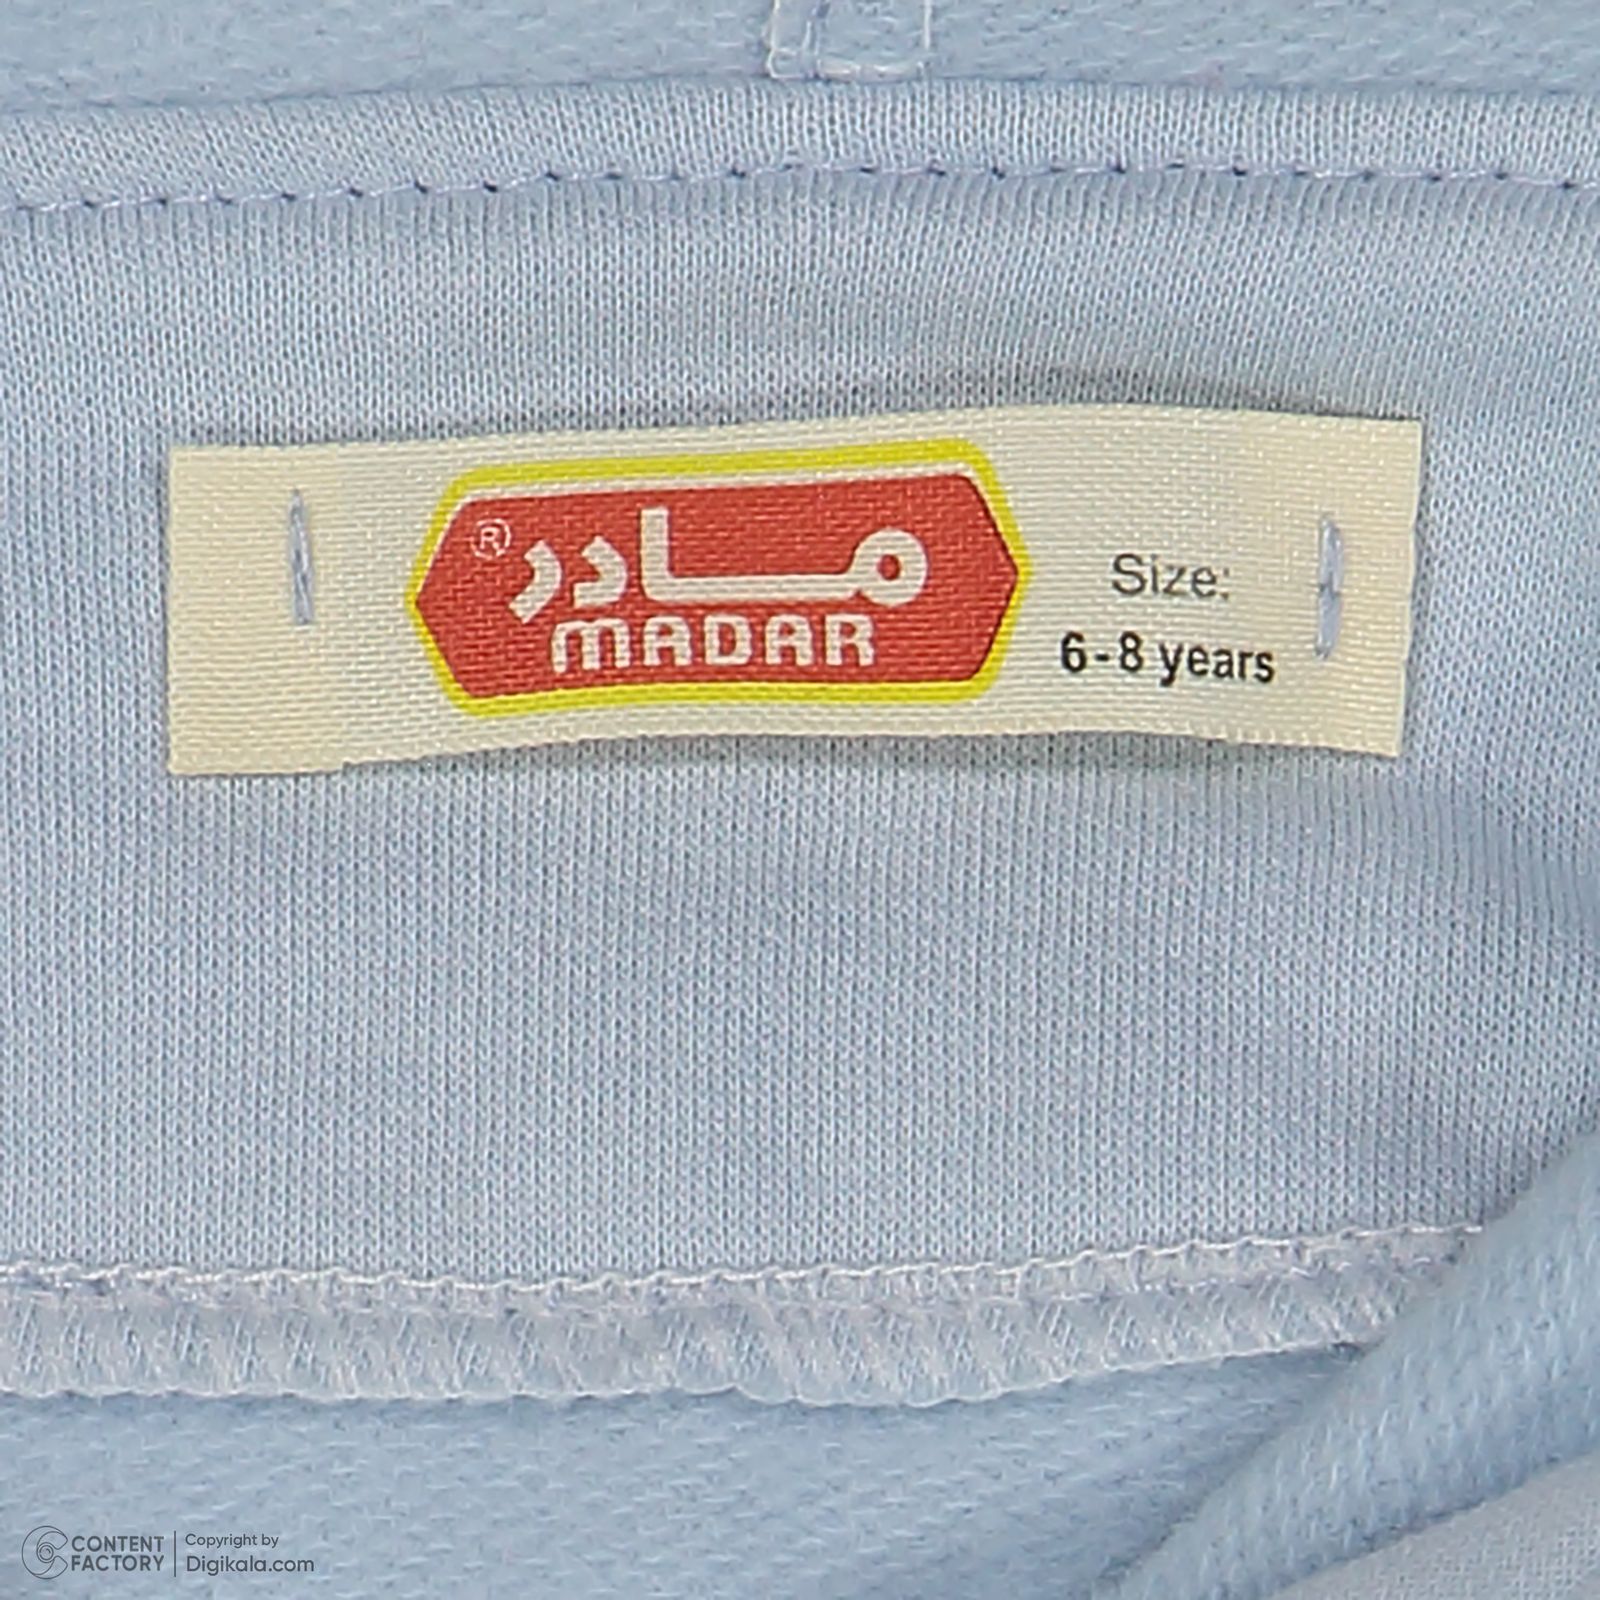 مادر ®
MADAR
Size:
6-8 years
CONTENT FACTORY
Copyright by
Digikala.com